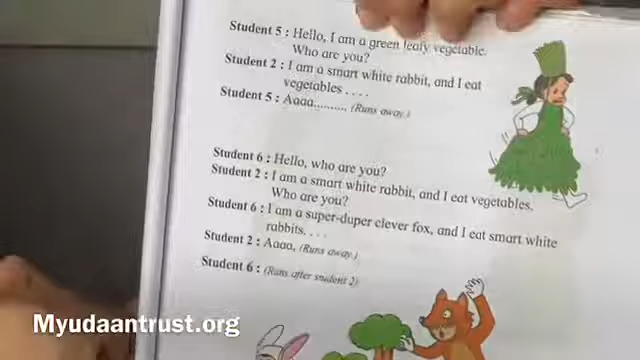 Student 5 : Hello, I am a green leafy vegetable.
Who are you?
Student 2 : I am a smart white rabbit, and I eat
vegetables . . . .
Student 5 : Aaaa.......... (Runs away.)
Student 6 : Hello, who are you?
Student 2 : I am a smart white rabbit, and I eat vegetables.
Who are you?
Student 6 : I am a super-duper clever fox, and I eat smart white
rabbits. . . .
Student 2 : Aaaa, (Runs away.)
Student 6 : (Runs after student 2)
Myudaantrust.org